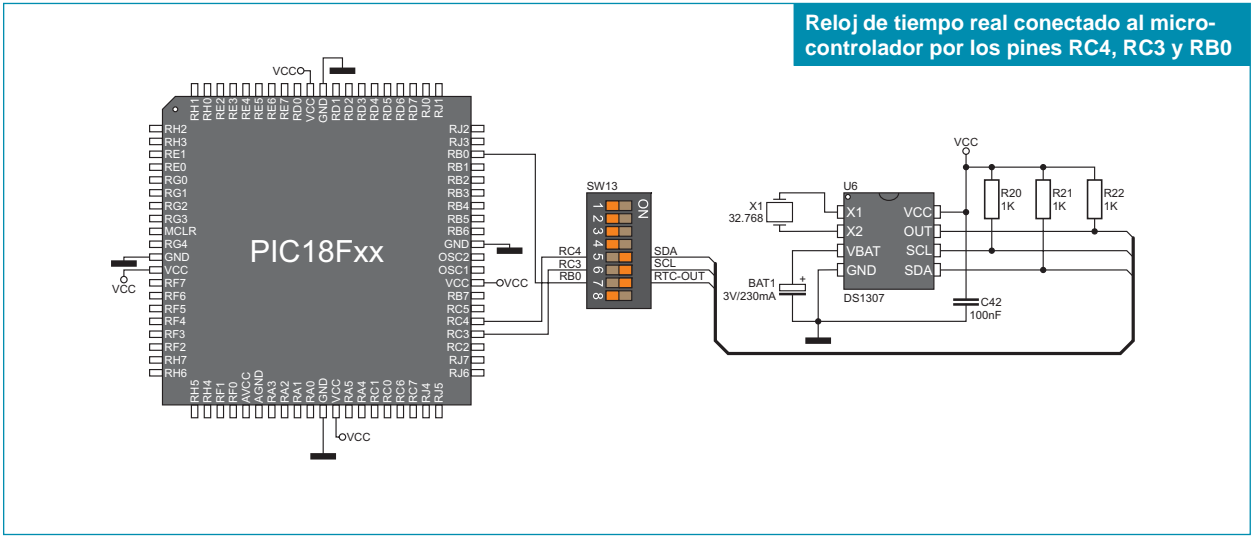 Reloj de tiempo real conectado al micro-
controlador por los pines RC4, RC3 y RB0
VCC
RH1
RH0
RE2
RE3
RE4
RE5
RE6
RE7
RD0
VCC
GND
RD1
RD2
RD3
RD4
RD5
RD6
RD7
RJ0
RJ1
RH2
RH3
RE1
RE0
RG0
RG1
RG2
RG3
MCLR
RG4
GND
VCC
RF7
RF6
RF5
RF4
RF3
RF2
RH7
RH6
VCC
PIC18Fxx
RJ2
RJ3
RB0
RB1
RB2
RB3
RB4
RB5
RB6
GND
OSC2
OSC1
VCC
RB7
RC5
RC4
RC3
RC2
RJ7
RJ6
VCC
RH5
RH4
RF1
RF0
AVCC
AGND
RA3
RA2
RA1
RA0
GND
VCC
RA5
RA4
RC1
RC0
RC6
RC7
RJ4
RJ5
VCC
SW13
ON
1
2
3
4
5
6
7
8
RC4
RC3
RB0
SDA
SCL
RTC-OUT
X1
32.768
BAT1
3V/230mA
+
U6
X1
X2
VBAT
GND
VCC
OUT
SCL
SDA
DS1307
VCC
R20
1K
R21
1K
R22
1K
C42
100nF